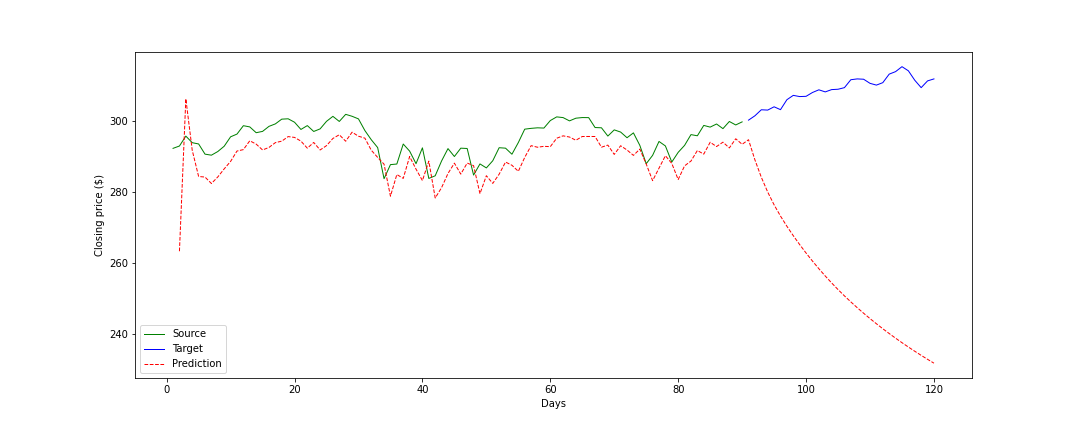 300
280
260
240
Closing price ($)
Source
Target
Prediction
0 20 40 60 80 100 120
Days